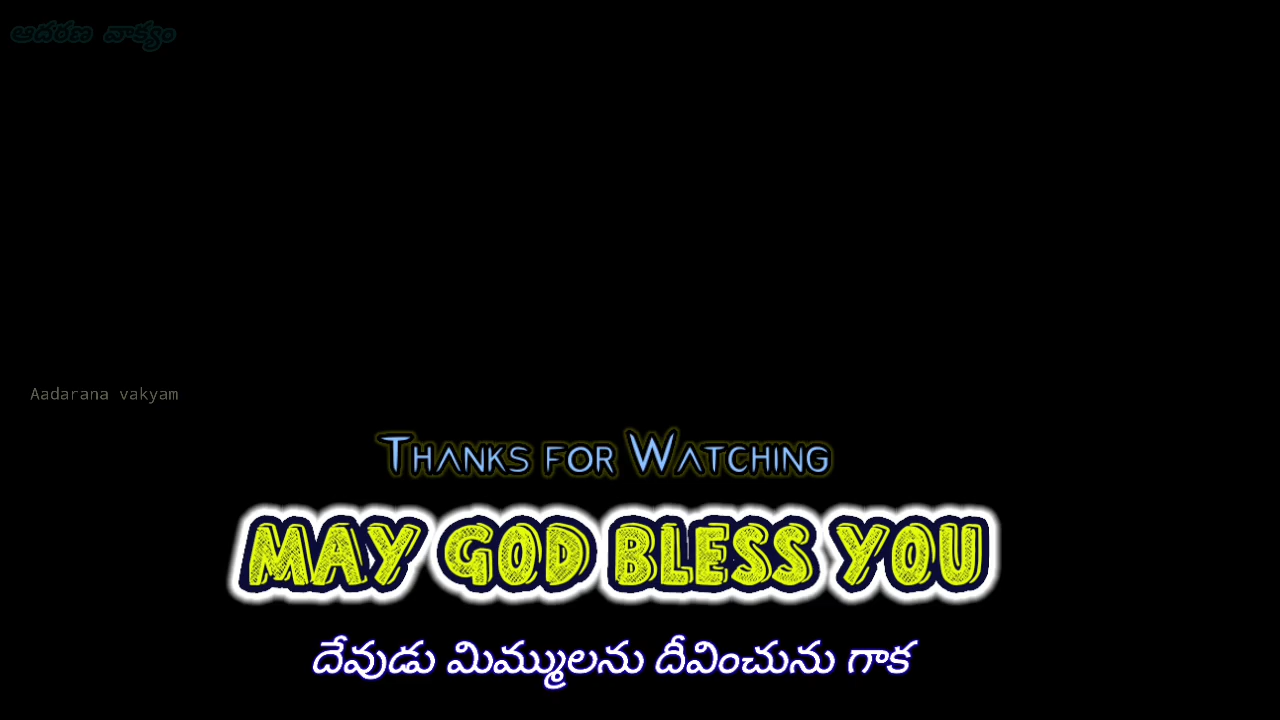 ఆదరణ వాక్యం
Aadarana vakyam
Thanks for Watching
MAY GOD BLESS YOU
దేవుడు మిమ్ములను దీవించును గాక